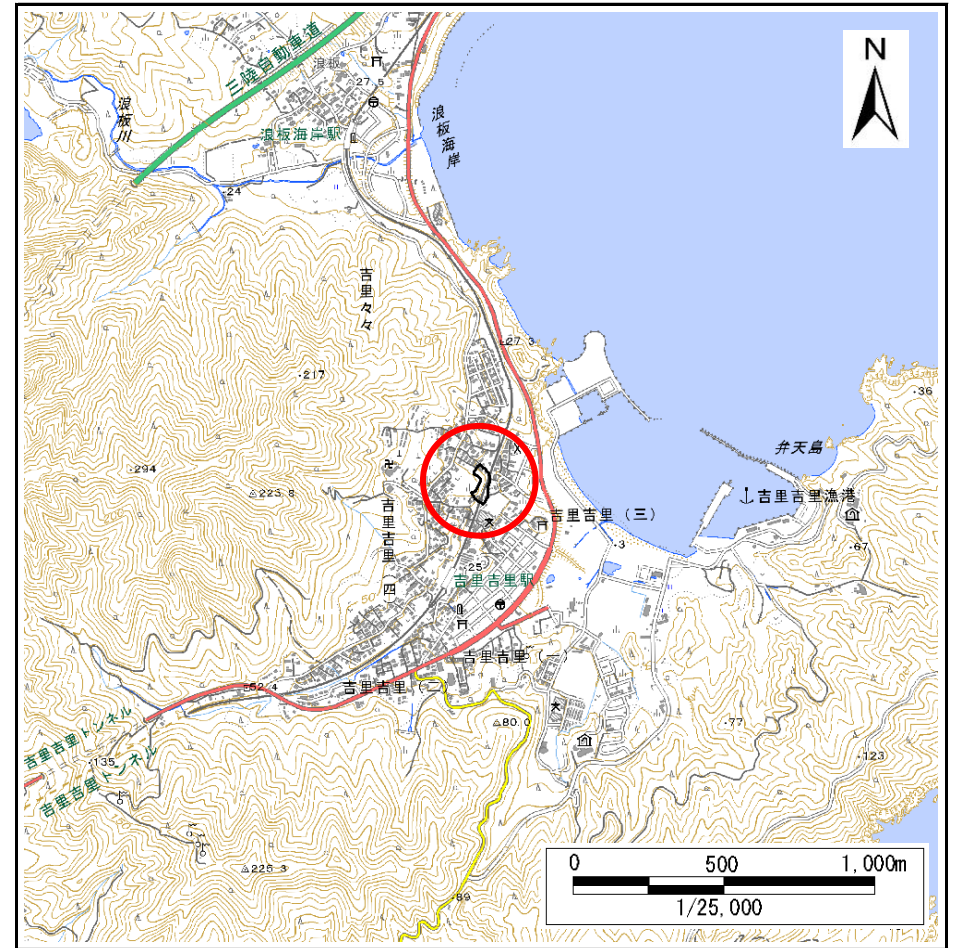 三陸自動車道
浪板
27.5
N
浪板川
浪板海岸駅
浪板海岸
24
吉里々々
27.3
217
36
弁天島
294
223.8
吉里吉里漁港
吉里吉里(四)
吉里吉里(三)
3
67
25
吉里吉里駅
吉里吉里(一)
52.4
吉里吉里(二)
80.0
77
吉里吉里トンネル
135
吉里吉里トンネル
123
225.3
89
0 500 1,000m
1/25,000